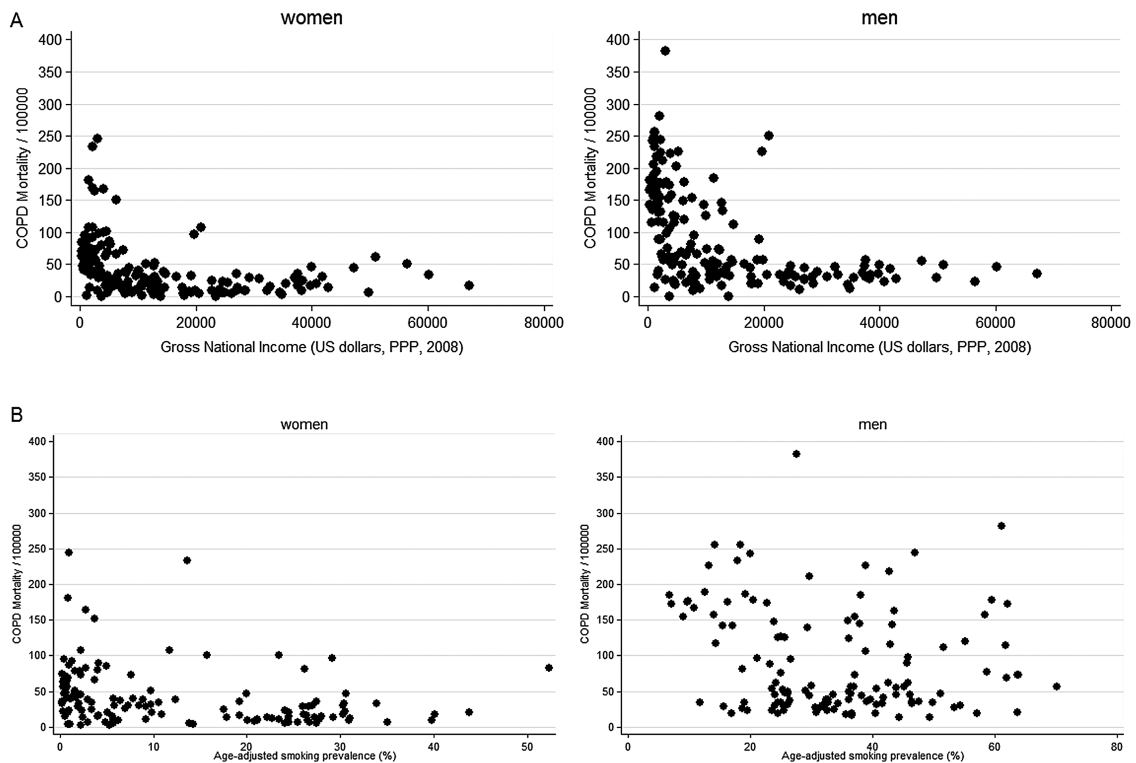 A
women
men
400
350
300
250
200
150
100
50
0
COPD Mortality / 100000
0 20000 40000 60000 80000
Gross National Income (US dollars, PPP, 2008)
400
350
300
250
200
150
100
50
0
COPD Mortality / 100000
0 20000 40000 60000 80000
Gross National Income (US dollars, PPP, 2008)
B
women
men
400
350
300
250
200
150
100
50
0
COPD Mortality / 100000
0 10 20 30 40 50
Age-adjusted smoking prevalence (%)
400
350
300
250
200
150
100
50
0
COPD Mortality / 100000
0 20 40 60 80
Age-adjusted smoking prevalence (%)